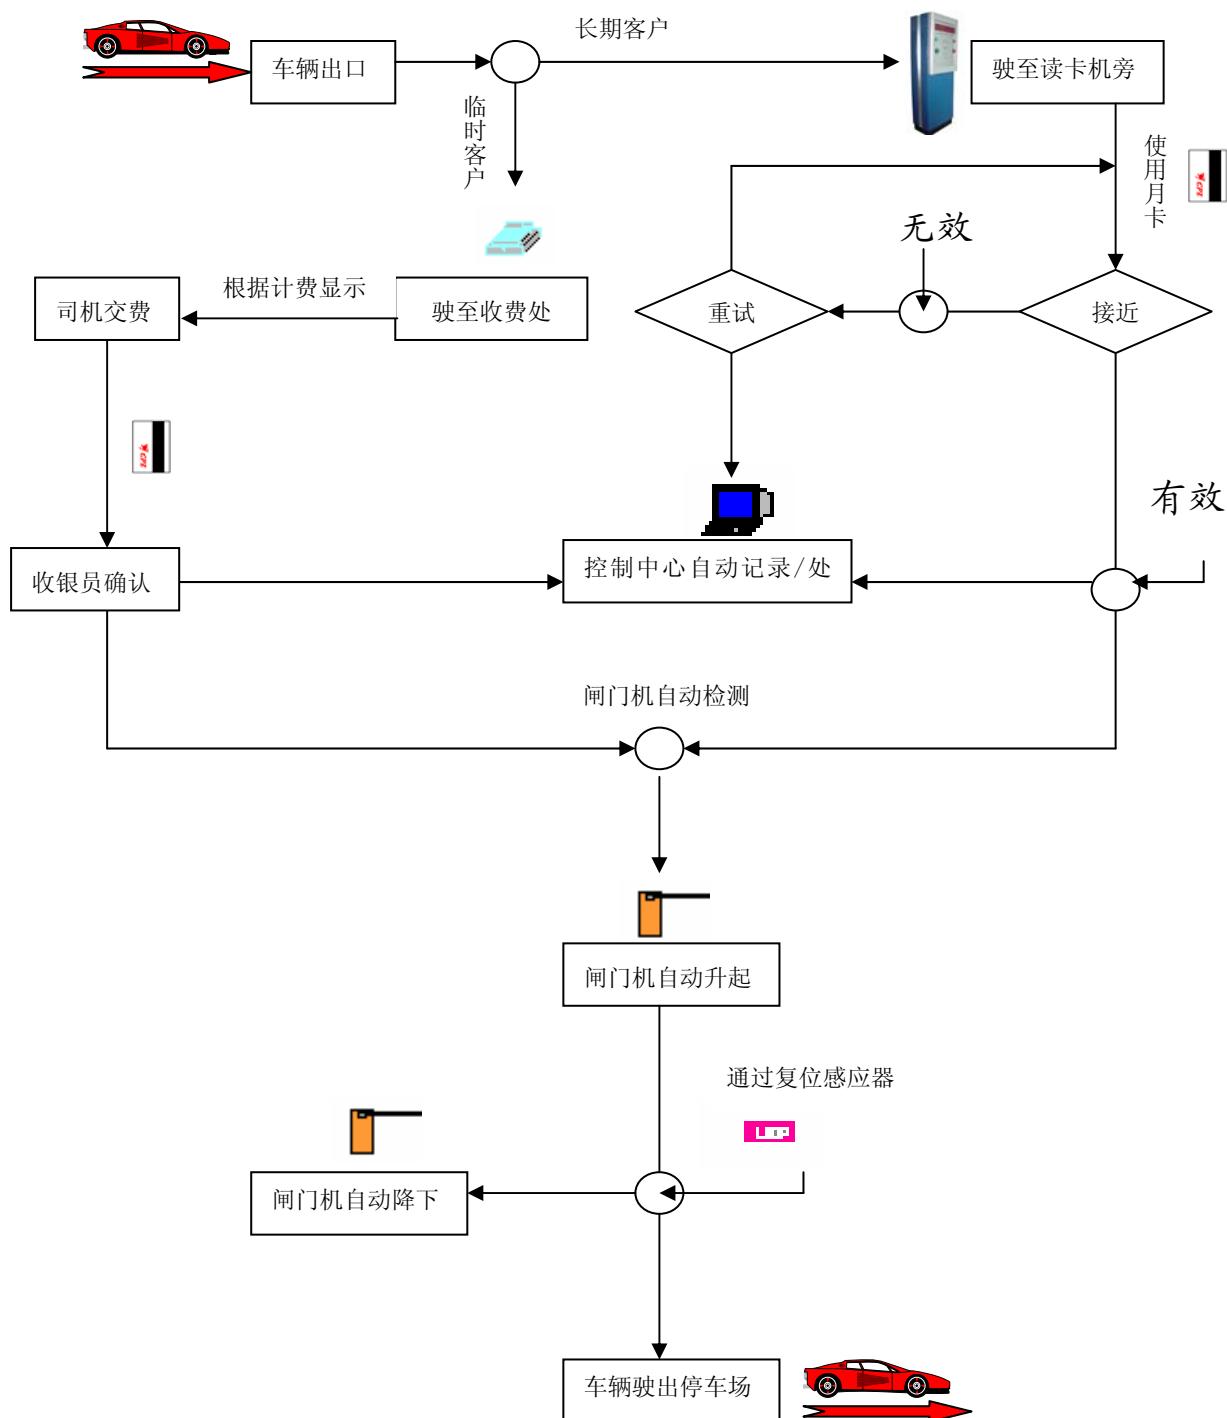 长期客户
车辆出口
驶至读卡机旁
临时客户
使用月卡
无效
根据计费显示
司机交费
驶至收费处
重试
接近
有效
收银员确认
控制中心自动记录/处
闸门机自动检测
闸门机自动升起
通过复位感应器
闸门机自动降下
车辆驶出停车场